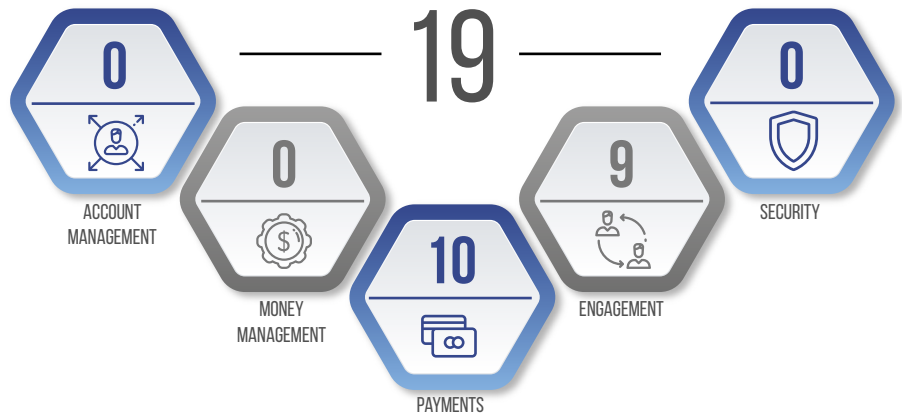 19
0
ACCOUNT
MANAGEMENT
0
$
MONEY
MANAGEMENT
10
PAYMENTS
9
ENGAGEMENT
0
SECURITY